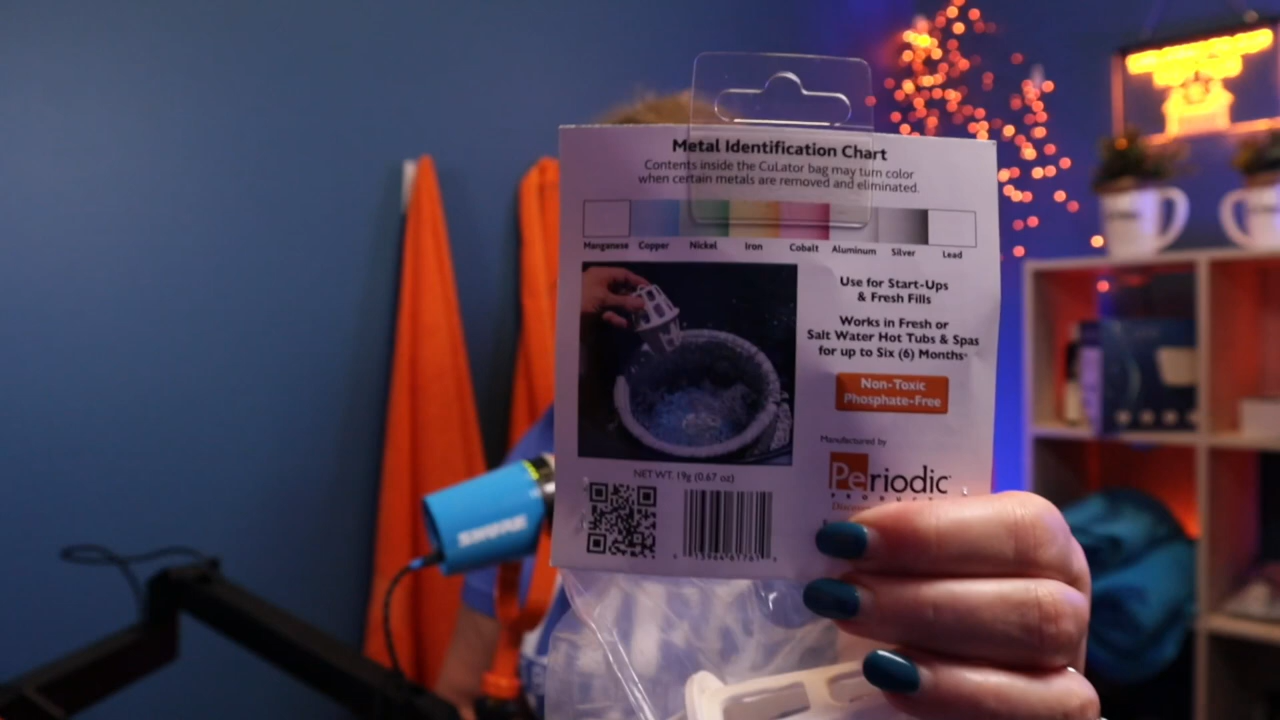 Metal Identification Chart
Contents inside the CuLator bag may turn color
when certain metals are removed and eliminated.
Manganese Copper Nickel Iron Cobalt Aluminum Silver Lead
Use for Start-Ups
& Fresh Fills
Works in Fresh or
Salt Water Hot Tubs & Spas
for up to Six (6) Months
Non-Toxic
Phosphate-Free
Manufactured by
Periodic
NET WT. 19g (0.67 oz)
SHURE